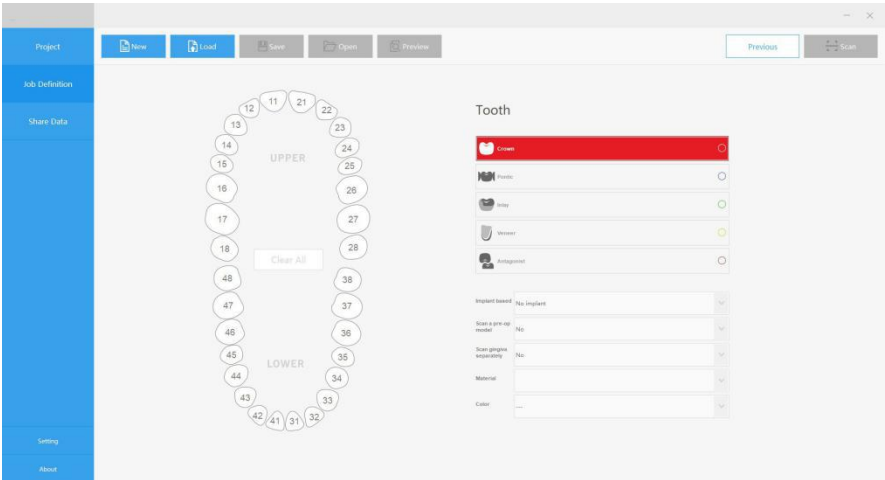 Project
New
Load
Save
Open
Preview
Previous
Scan
Job Definition
Share Data
Setting
About
11
21
12
22
13
23
14
24
15
25
UPPER
16
26
17
27
18
28
Clear All
48
38
47
37
46
36
45
35
LOWER
44
34
43
33
42
41
31
32
Tooth
Crown
Pontic
Inlay
Veneer
Antagonist
Implant based
No implant
Scan a pre-op
model
No
Scan gingiva
separately
No
Material
Color
---